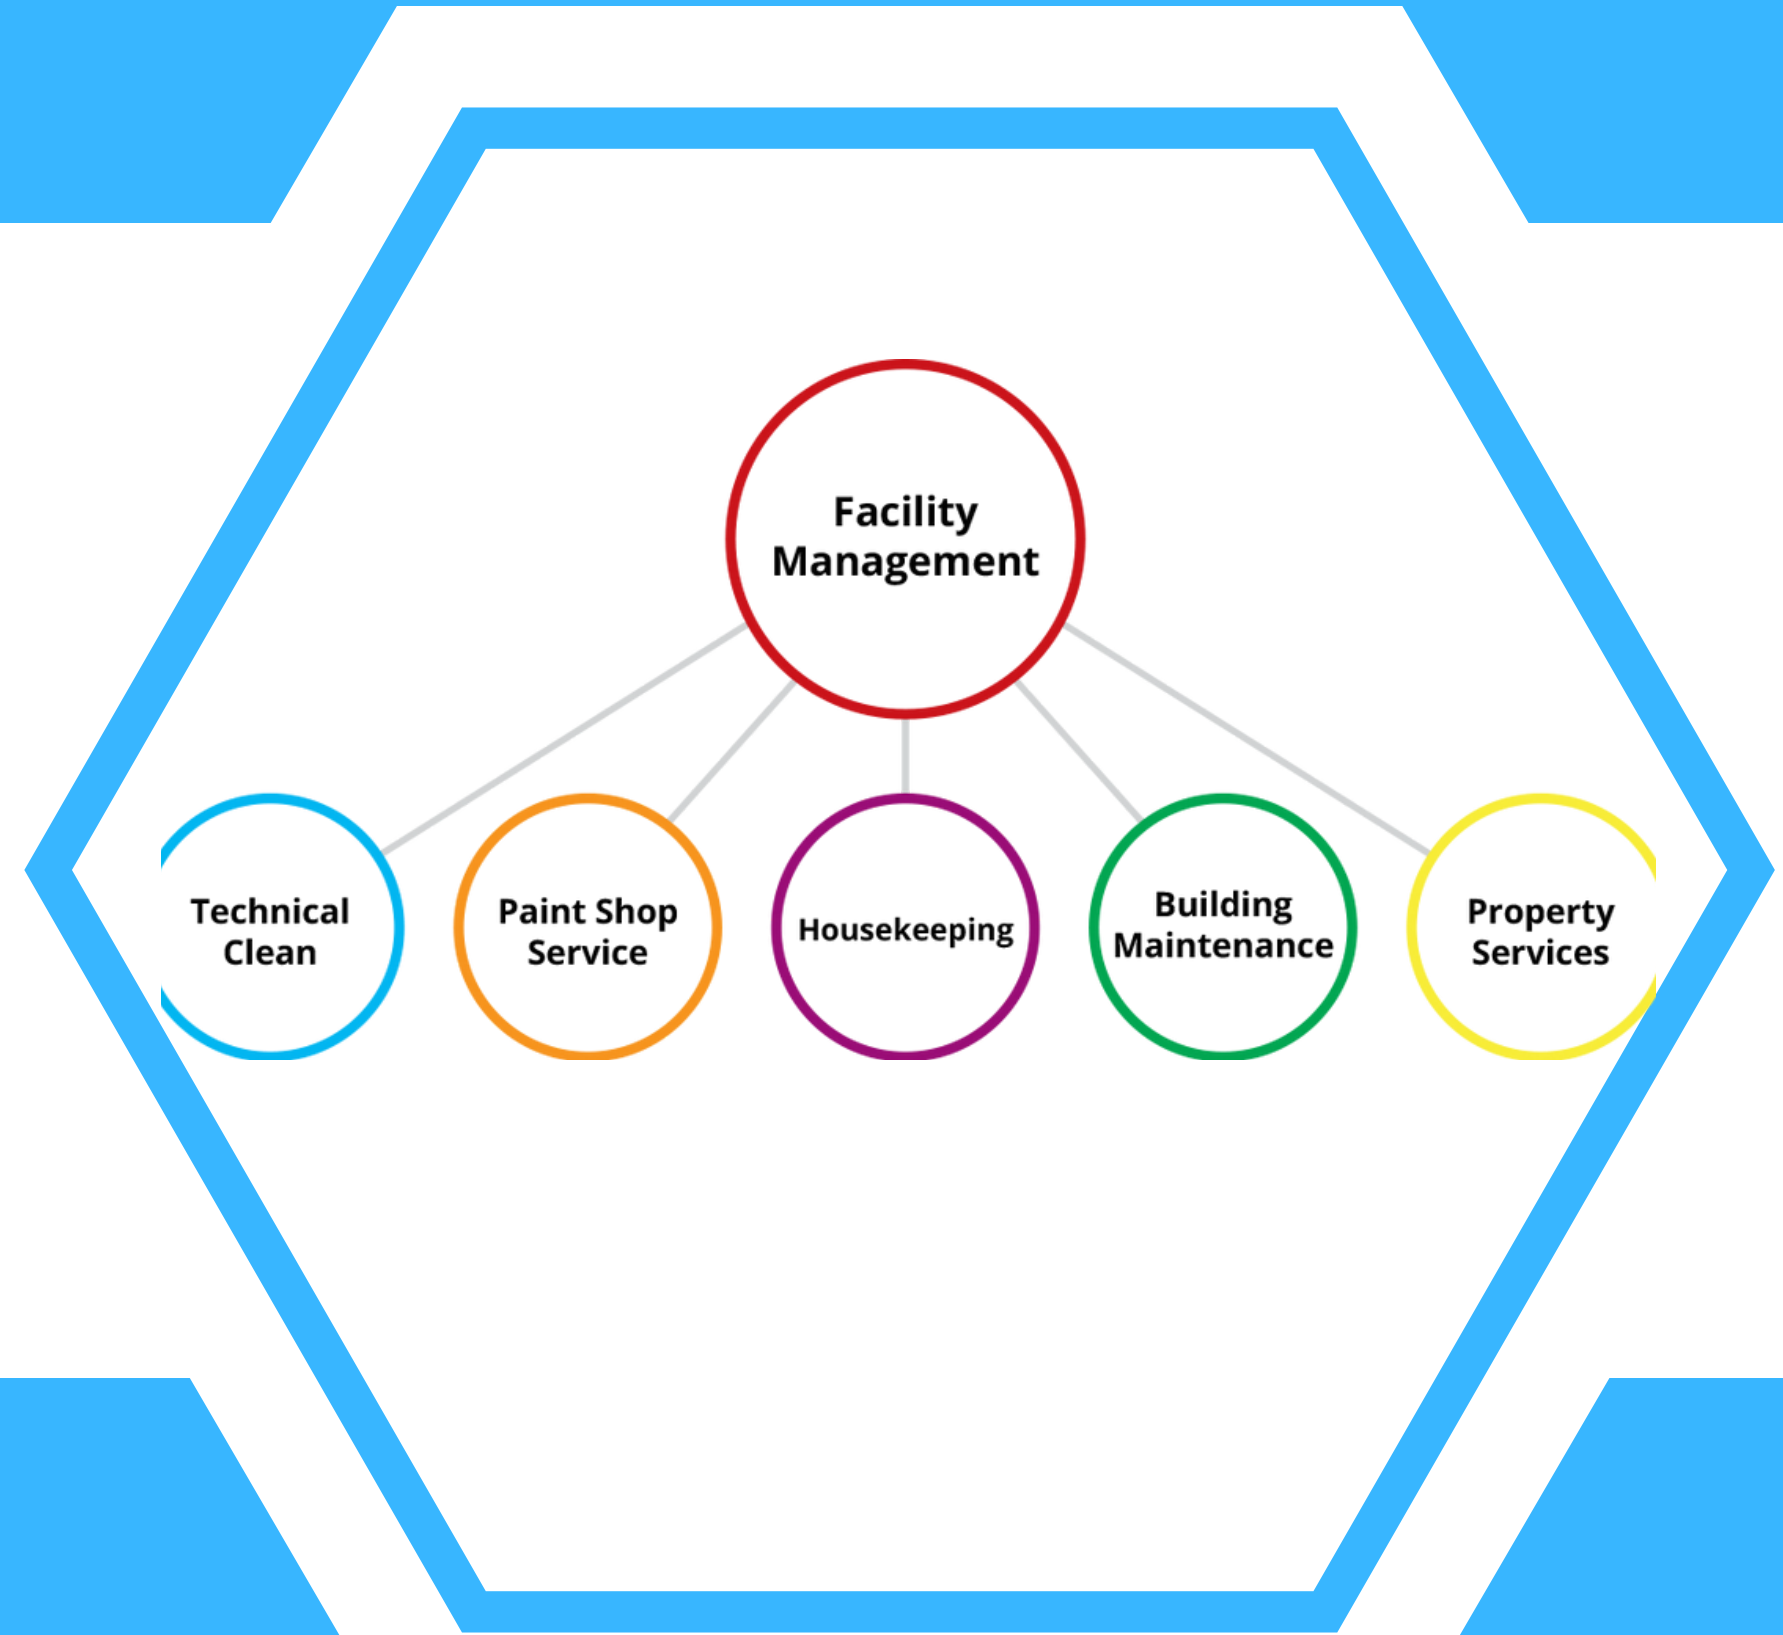 Facility
Management
Technical
Clean
Paint Shop
Service
Housekeeping
Building
Maintenance
Property
Services